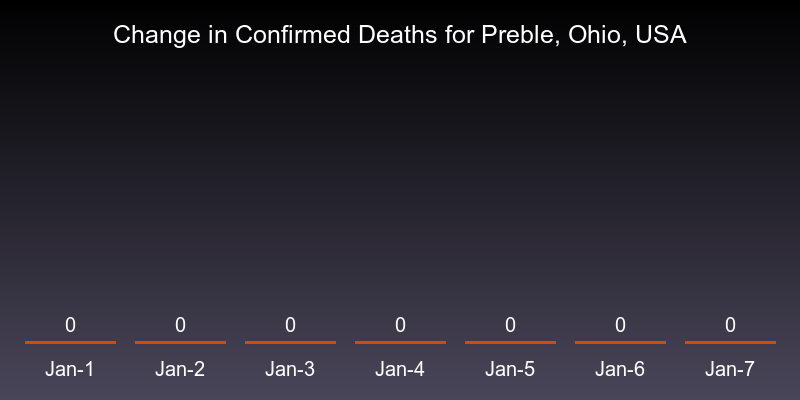 Change in Confirmed Deaths for Preble, Ohio, USA
0 0 0 0 0 0 0
Jan-1 Jan-2 Jan-3 Jan-4 Jan-5 Jan-6 Jan-7